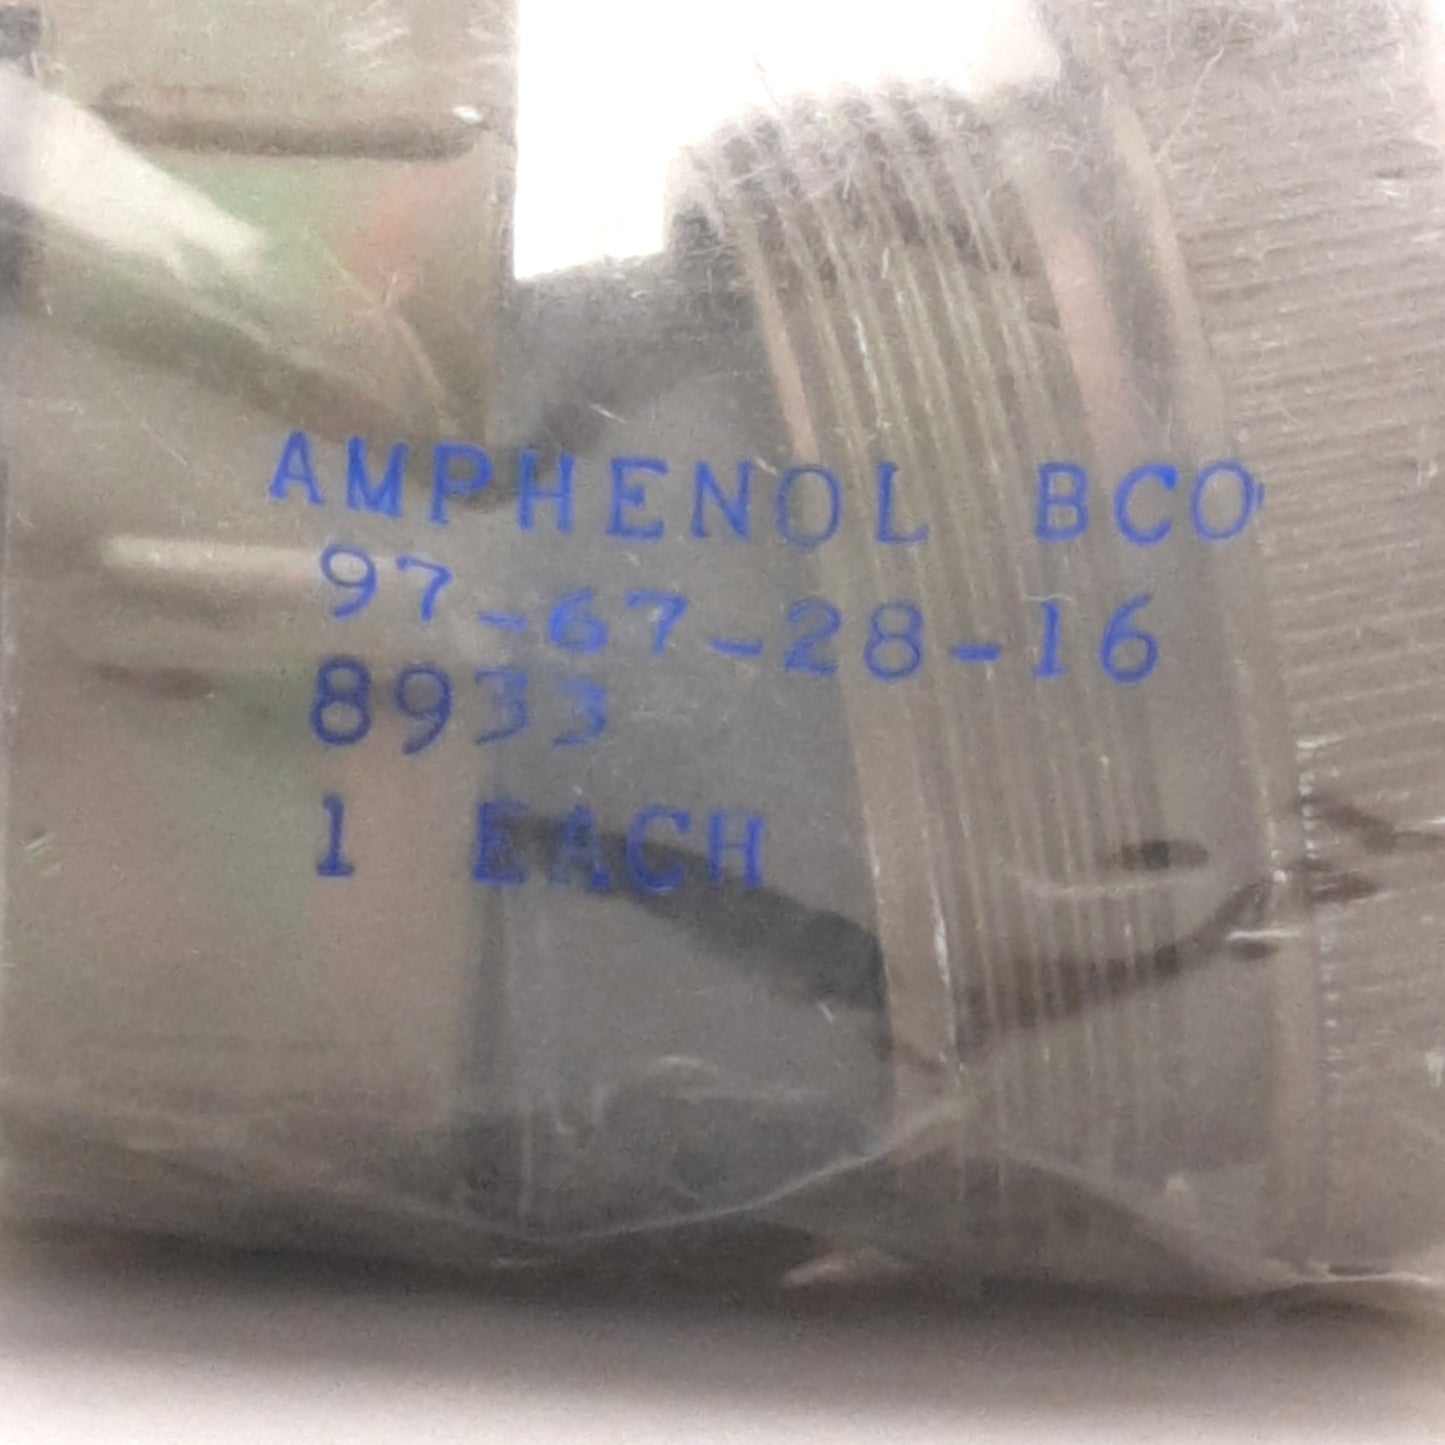 AMPHENOL BCO
97-67-28-16
8933
1 EACH